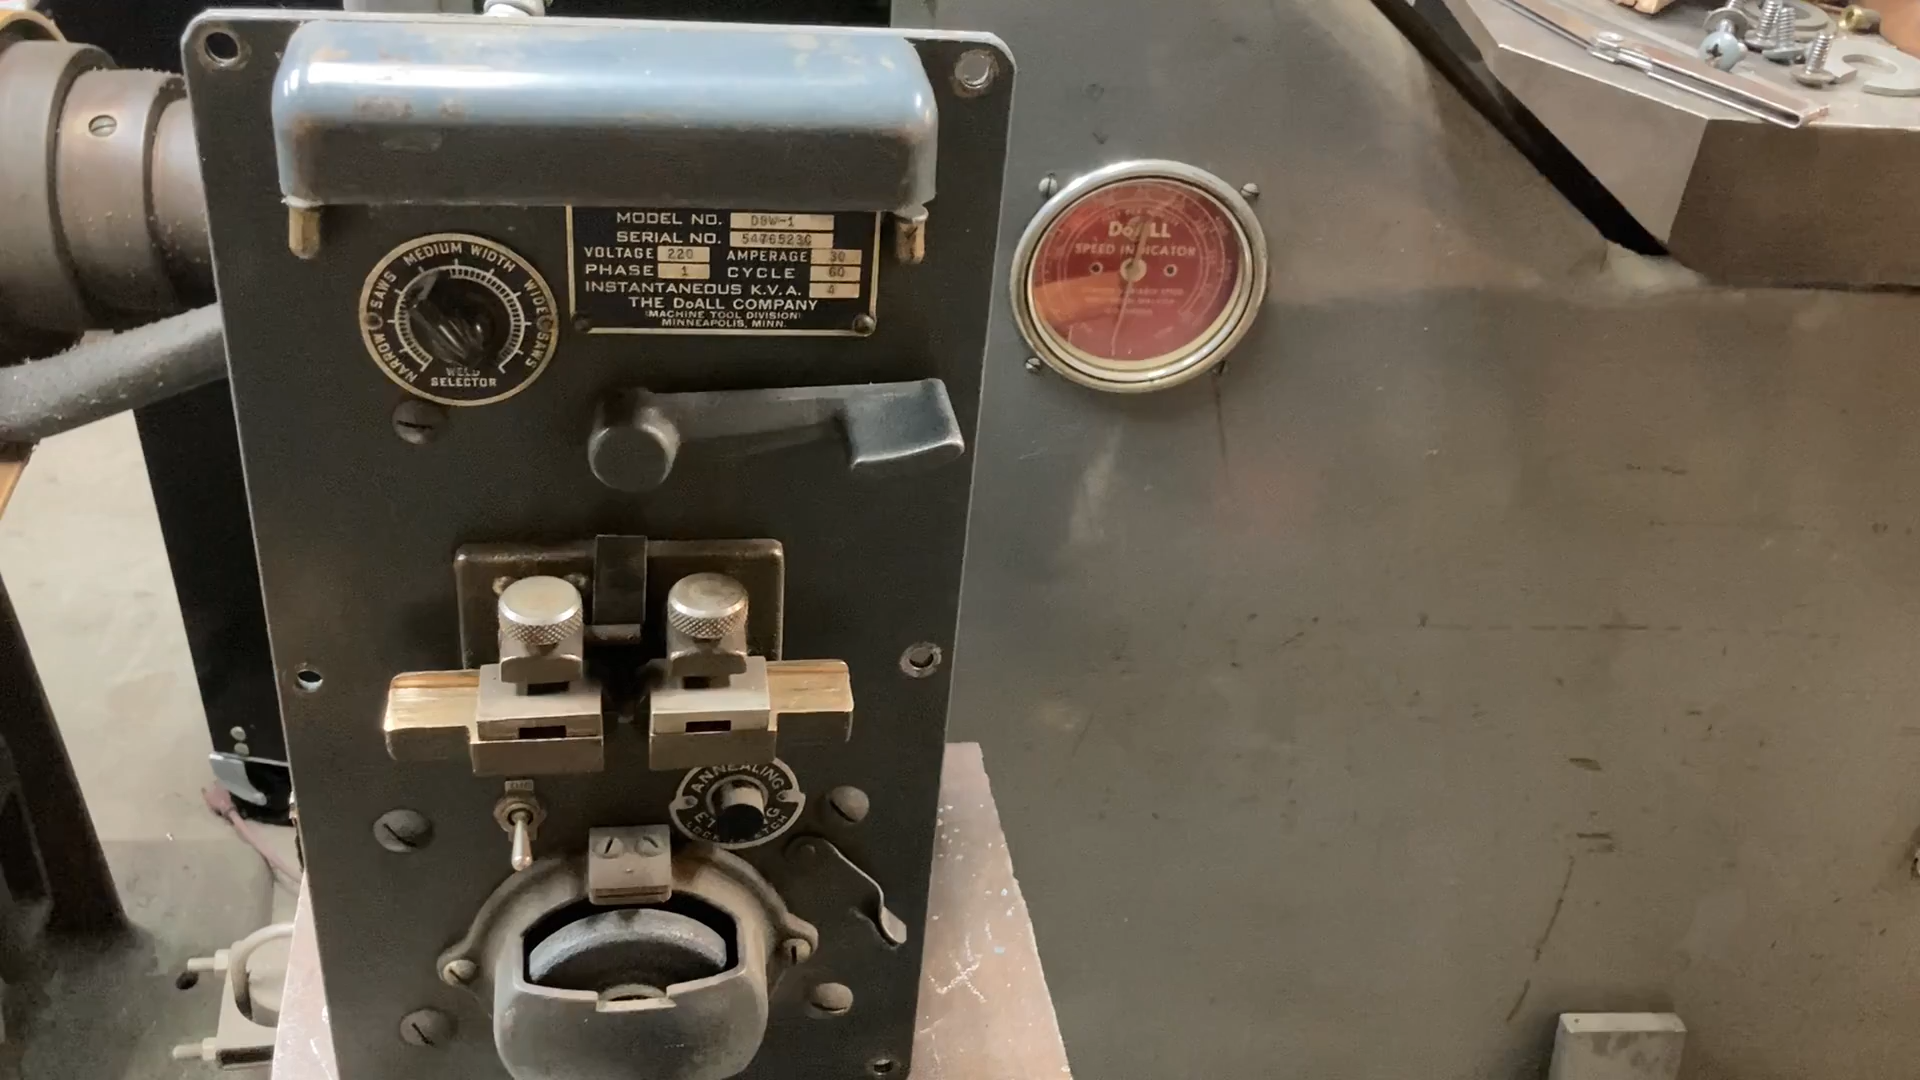 MODEL NO. DBW-1
SERIAL NO. 5476523C
VOLTAGE 220 AMPERAGE 30
PHASE 1 CYCLE 60
INSTANTANEOUS K.V.A. 4
THE DoALL COMPANY
MACHINE TOOL DIVISION
MINNEAPOLIS, MINN.
NARROW SAWS MEDIUM WIDTH WIDE SAWS
WELD
SELECTOR
DoALL
SPEED INDICATOR
ANNEALING